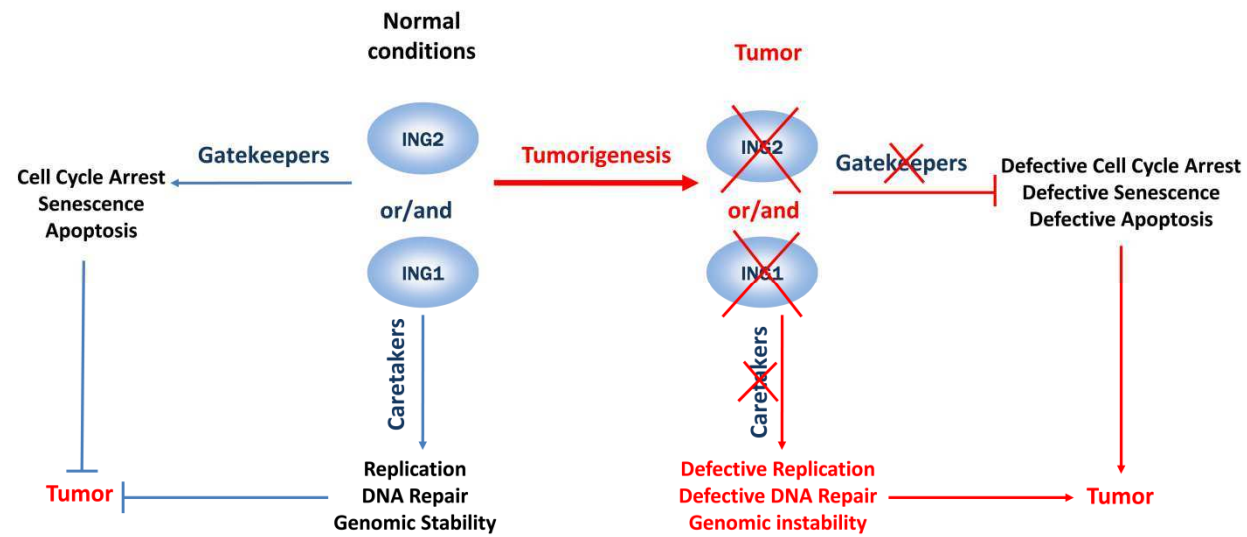 Normal
conditions
Tumor
ING2
ING2
Gatekeepers
Tumorigenesis
Gatekeepers
Cell Cycle Arrest
Senescence
Apoptosis
Defective Cell Cycle Arrest
Defective Senescence
Defective Apoptosis
or/and
or/and
ING1
ING1
Caretakers
Caretakers
Tumor
Replication
DNA Repair
Genomic Stability
Defective Replication
Defective DNA Repair
Genomic instability
Tumor